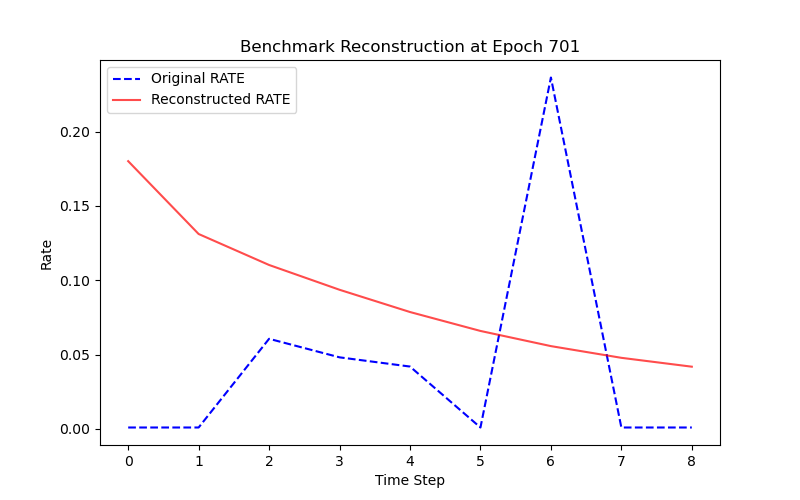 Benchmark Reconstruction at Epoch 701
Original RATE
Reconstructed RATE
0.20
0.15
0.10
0.05
0.00
Rate
0 1 2 3 4 5 6 7 8
Time Step